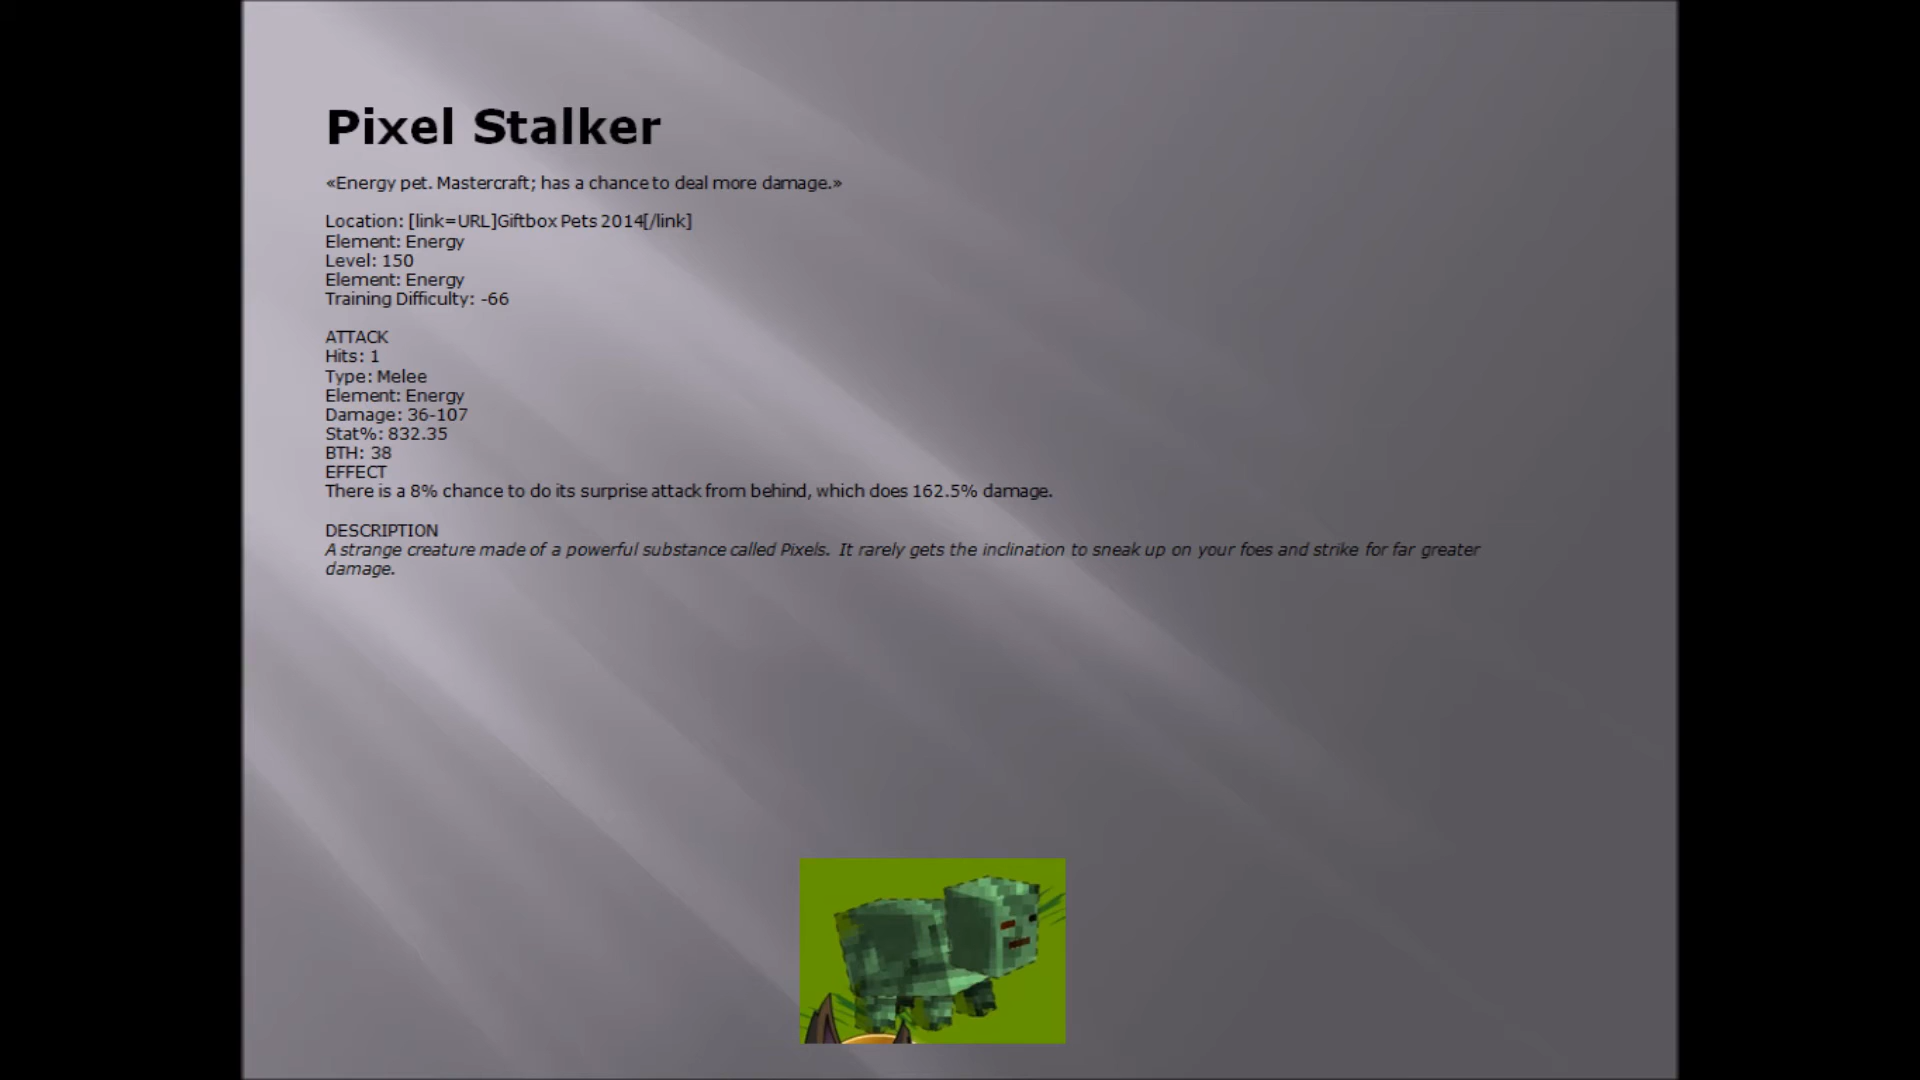 Pixel Stalker
«Energy pet. Mastercraft; has a chance to deal more damage.»
Location: [link=URL]Giftbox Pets 2014[/link]
Element: Energy
Level: 150
Element: Energy
Training Difficulty: -66
ATTACK
Hits: 1
Type: Melee
Element: Energy
Damage: 36-107
Stat%: 832.35
BTH: 38
EFFECT
There is a 8% chance to do its surprise attack from behind, which does 162.5% damage.
DESCRIPTION
A strange creature made of a powerful substance called Pixels. It rarely gets the inclination to sneak up on your foes and strike for far greater
damage.